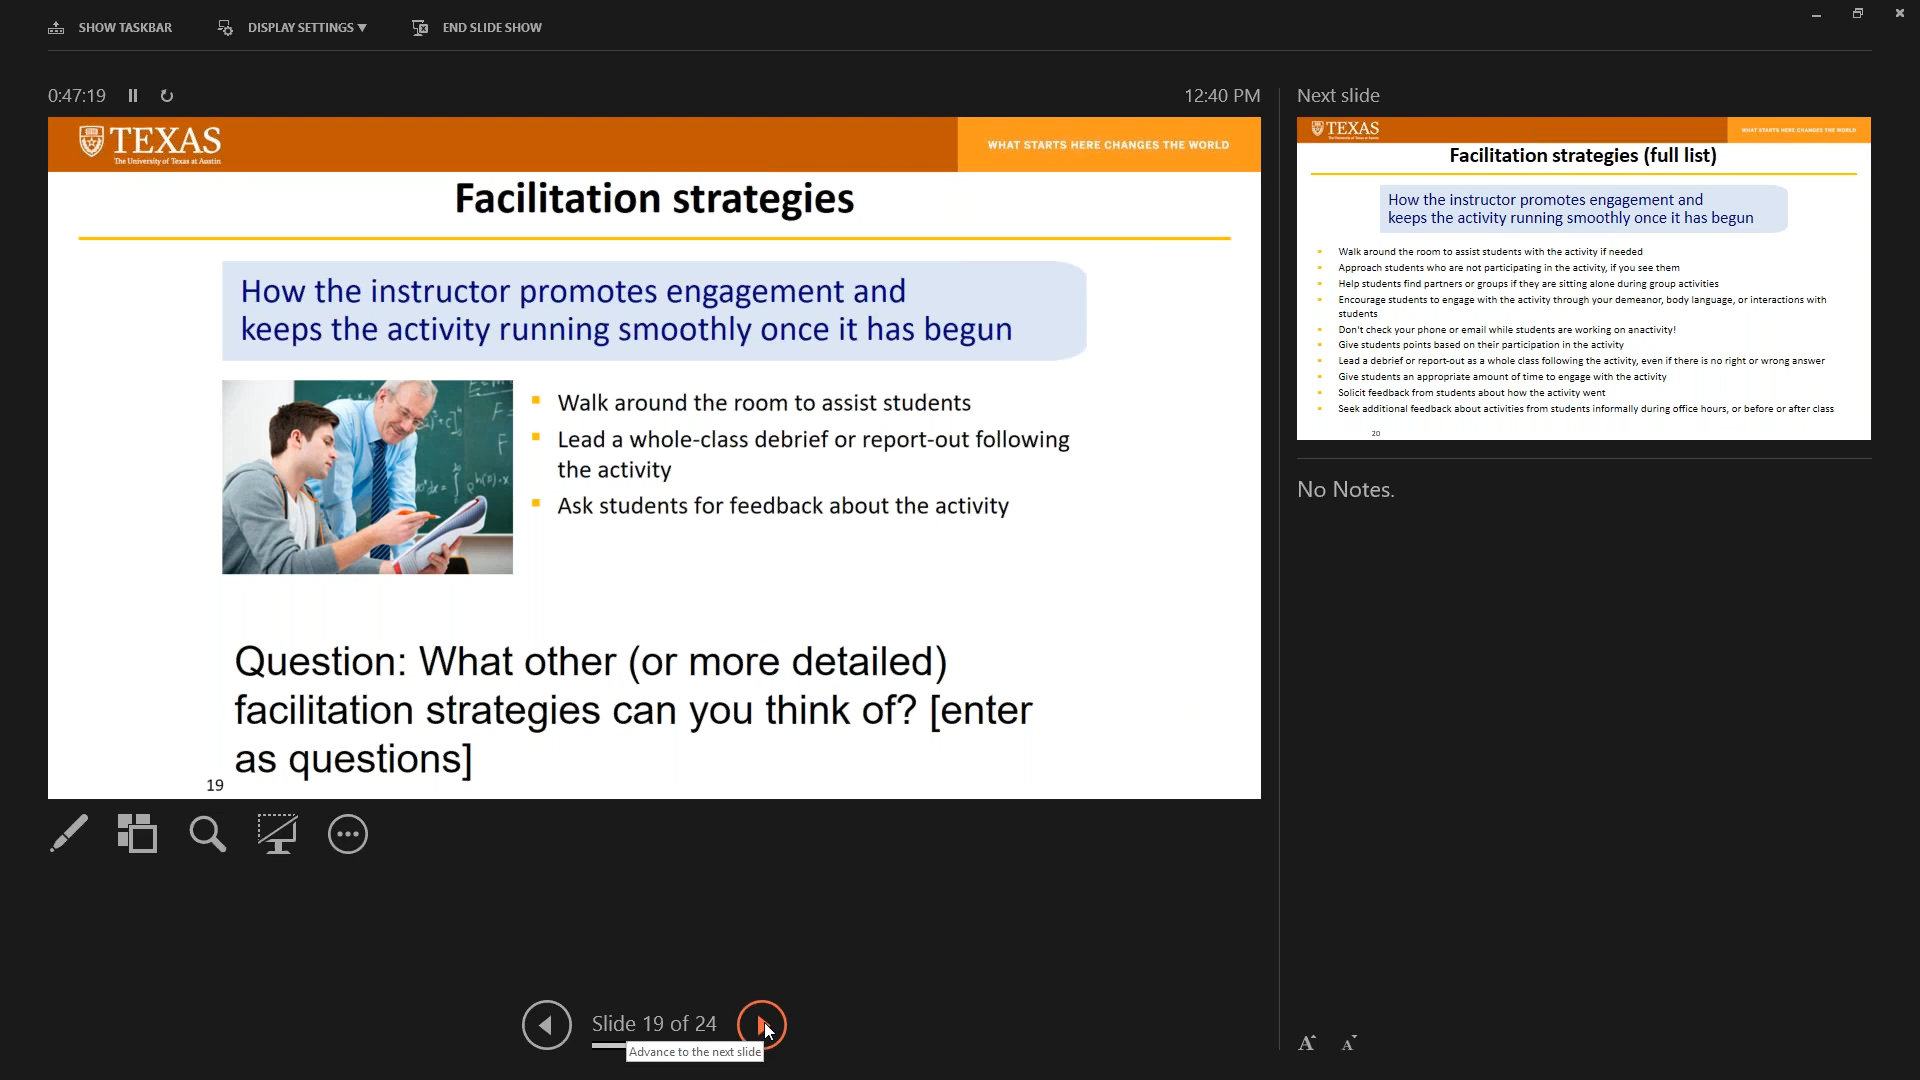 SHOW TASKBAR
DISPLAY SETTINGS ▼
END SLIDE SHOW
0:47:19
12:40 PM
TEXAS
The University of Texas at Austin
WHAT STARTS HERE CHANGES THE WORLD
Facilitation strategies
How the instructor promotes engagement and
keeps the activity running smoothly once it has begun
Walk around the room to assist students
Lead a whole-class debrief or report-out following
the activity
Ask students for feedback about the activity
Question: What other (or more detailed)
facilitation strategies can you think of? [enter
as questions]
19
Slide 19 of 24
Advance to the next slide
Next slide
TEXAS
The University of Texas at Austin
WHAT STARTS HERE CHANGES THE WORLD
Facilitation strategies (full list)
How the instructor promotes engagement and
keeps the activity running smoothly once it has begun
Walk around the room to assist students with the activity if needed
Approach students who are not participating in the activity, if you see them
Help students find partners or groups if they are sitting alone during group activities
Encourage students to engage with the activity through your demeanor, body language, or interactions with
students
Don't check your phone or email while students are working on anactivity!
Give students points based on their participation in the activity
Lead a debrief or report-out as a whole class following the activity, even if there is no right or wrong answer
Give students an appropriate amount of time to engage with the activity
Solicit feedback from students about how the activity went
Seek additional feedback about activities from students informally during office hours, or before or after class
20
No Notes.
A
A